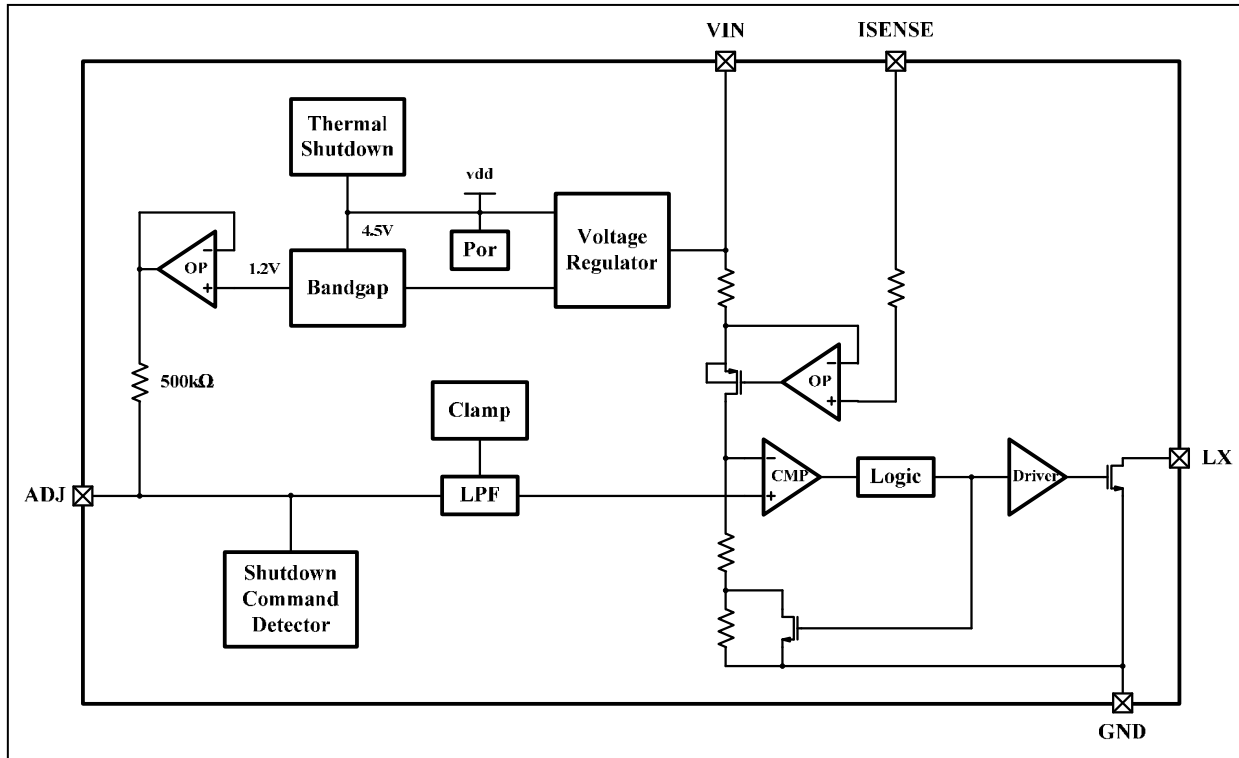 VIN
ISENSE
Thermal
Shutdown
vdd
4.5V
Por
Voltage
Regulator
-
OP
+
1.2V
Bandgap
500kΩ
-
OP
+
Clamp
-
CMP
+
Logic
Driver
LX
ADJ
LPF
Shutdown
Command
Detector
GND